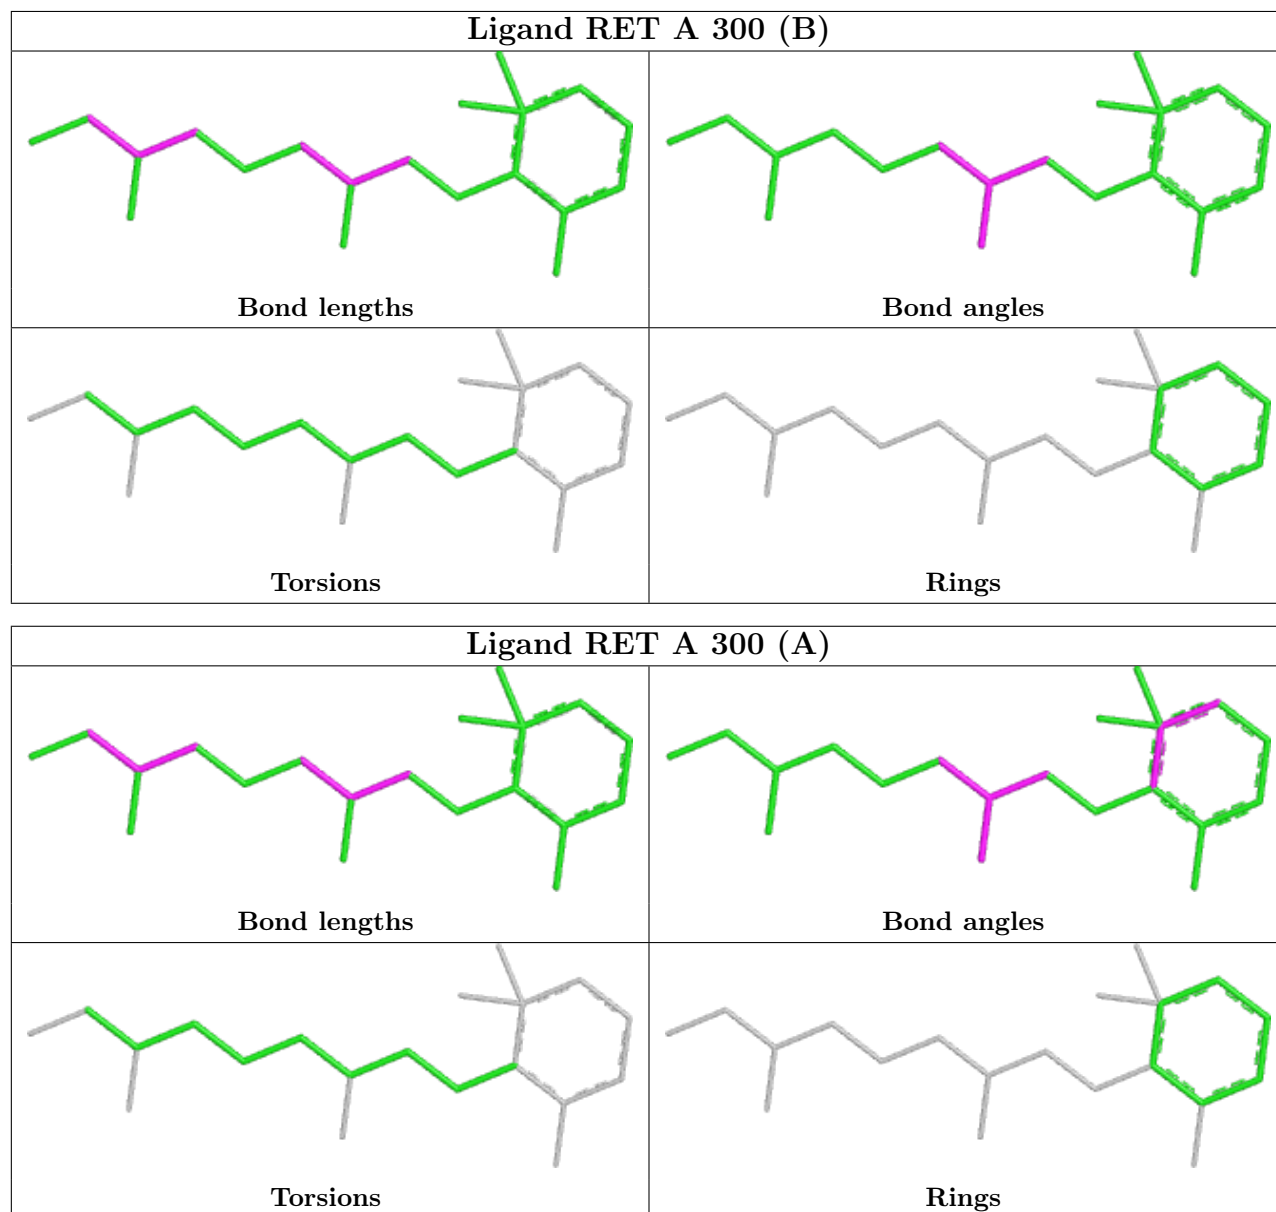 Ligand RET A 300 (B)
Bond lengths
Bond angles
Torsions
Rings
Ligand RET A 300 (A)
Bond lengths
Bond angles
Torsions
Rings